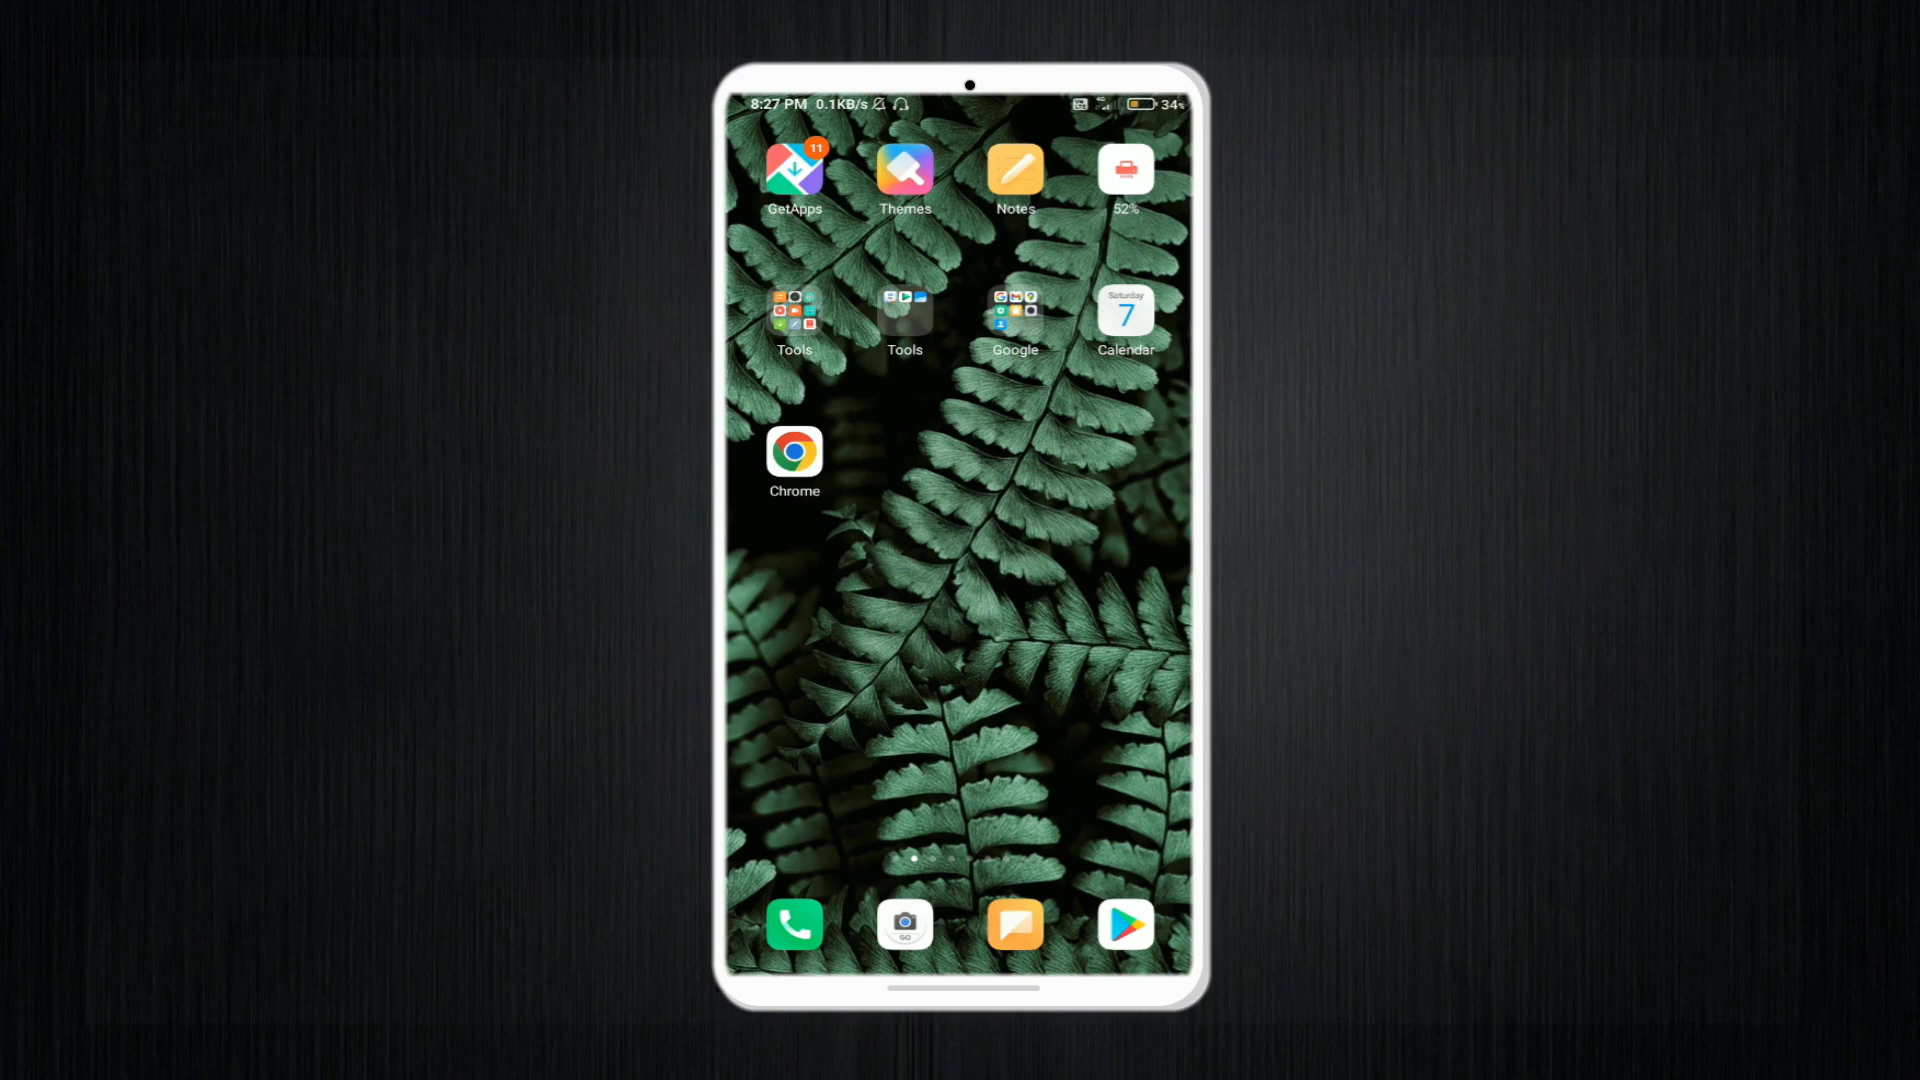 8:27 PM 0.1KB/s 4G 34%
11
GetApps Themes Notes 52%
Saturday
7
Tools Tools Google Calendar
Chrome
GO